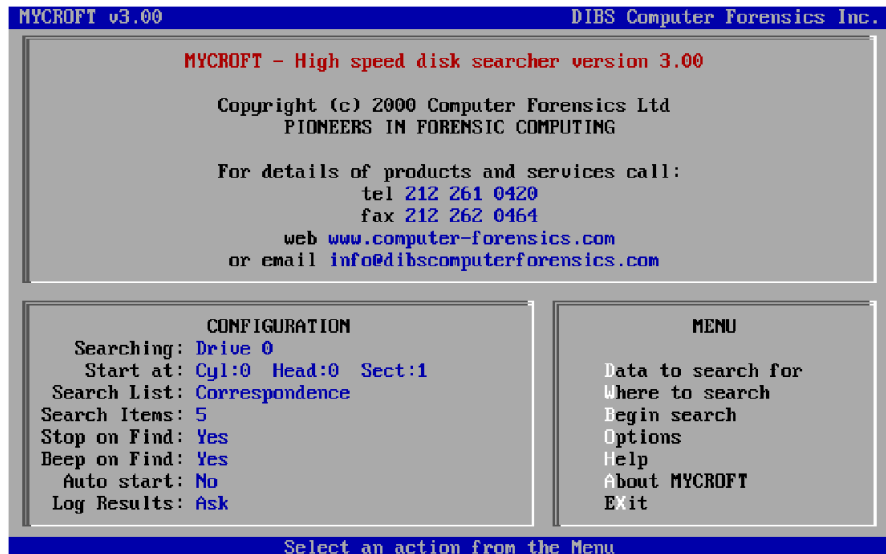 MYCROFT v3.00 DIBS Computer Forensics Inc.
MYCROFT - High speed disk searcher version 3.00
Copyright (c) 2000 Computer Forensics Ltd
PIONEERS IN FORENSIC COMPUTING
For details of products and services call:
tel 212 261 0420
fax 212 262 0464
web www.computer-forensics.com
or email info@dibscomputerforensics.com
CONFIGURATION
Searching: Drive 0
Start at: Cyl:0 Head:0 Sect:1
Search List: Correspondence
Search Items: 5
Stop on Find: Yes
Beep on Find: Yes
Auto start: No
Log Results: Ask
MENU
Data to search for
Where to search
Begin search
Options
Help
About MYCROFT
EXit
Select an action from the Menu